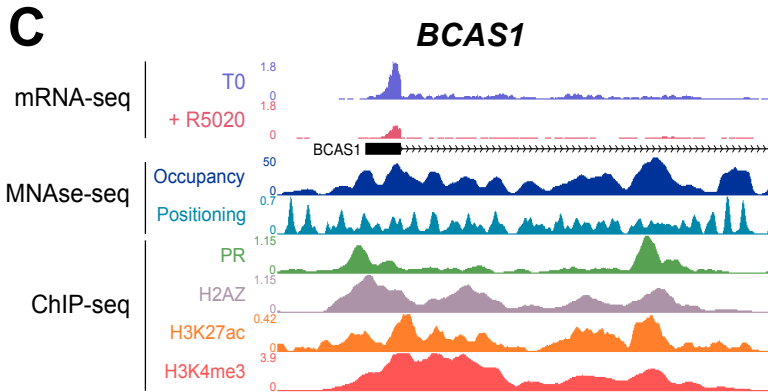 C
BCAS1
mRNA-seq
T0
1.8
0
+ R5020
1.8
0
BCAS1
MNAse-seq
Occupancy
50
0
Positioning
0.7
0
ChIP-seq
PR
1.15
0
H2AZ
1.15
0
H3K27ac
0.42
0
H3K4me3
3.9
0